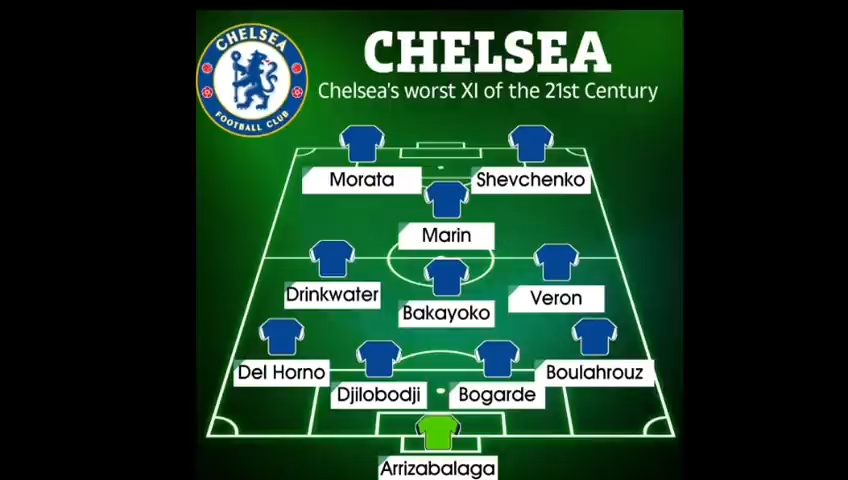 CHELSEA
FOOTBALL CLUB
CHELSEA
Chelsea's worst XI of the 21st Century
Morata
Shevchenko
Marin
Drinkwater
Bakayoko
Veron
Del Horno
Djilobodji
Bogarde
Boulahrouz
Arrizabalaga